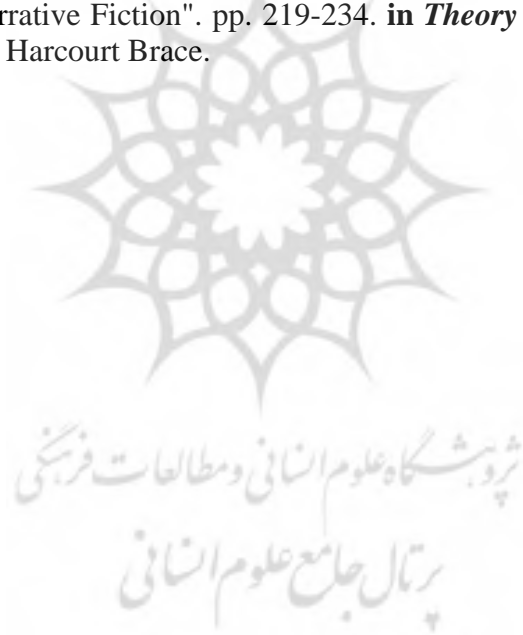 rrative Fiction". pp. 219-234. in Theory
Harcourt Brace.
پژوهشگاه علوم انسانی و مطالعات فرهنگی
پرتال جامع علوم انسانی